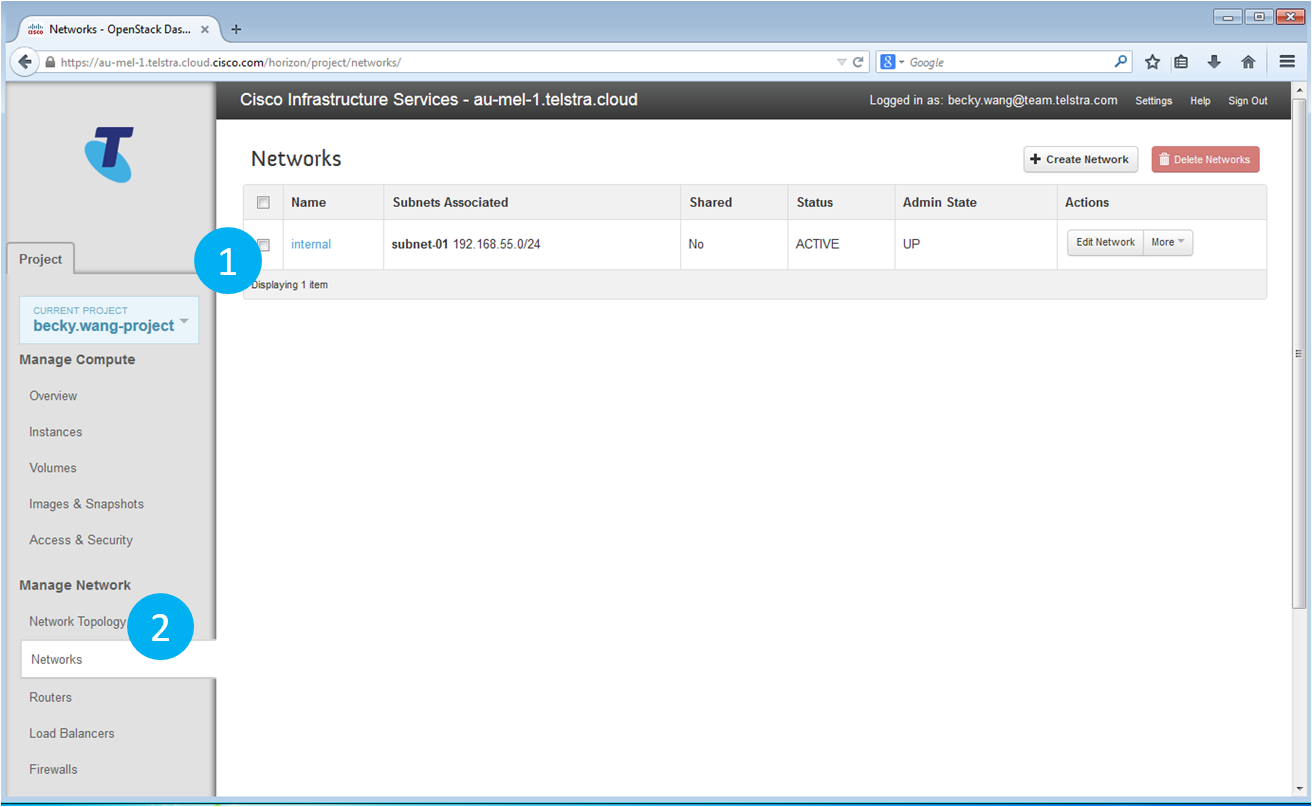 Networks - OpenStack Das...
https://au-mel-1.telstra.cloud.cisco.com/horizon/project/networks/
Google
Cisco Infrastructure Services - au-mel-1.telstra.cloud
Logged in as: becky.wang@team.telstra.com Settings Help Sign Out
Networks
Create Network Delete Networks
Name Subnets Associated Shared Status Admin State Actions
internal subnet-01 192.168.55.0/24 No ACTIVE UP Edit Network More
Displaying 1 item
1
T
Project
CURRENT PROJECT
becky.wang-project
Manage Compute
Overview
Instances
Volumes
Images & Snapshots
Access & Security
Manage Network
Network Topology
2
Networks
Routers
Load Balancers
Firewalls